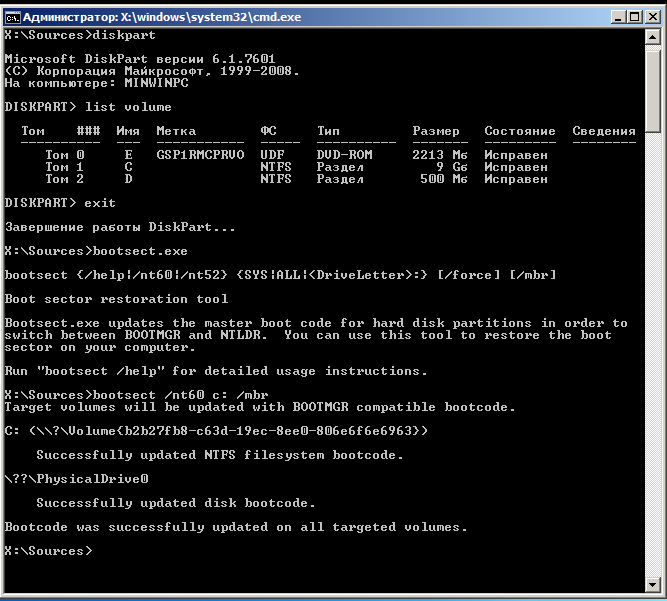 Администратор: X:\windows\system32\cmd.exe
X:\Sources>diskpart
Microsoft DiskPart версии 6.1.7601
(C) Корпорация Майкрософт, 1999-2008.
На компьютере: MINWINPC
DISKPART> list volume
Том ### Имя Метка ФС Тип Размер Состояние Сведения
---------- --- ----------- ----- ---------- ------- --------- --------
Том 0 E GSP1RMCPRVO UDF DVD-ROM 2213 Мб Исправен
Том 1 C NTFS Раздел 9 Gб Исправен
Том 2 D NTFS Раздел 500 Мб Исправен
DISKPART> exit
Завершение работы DiskPart...
X:\Sources>bootsect.exe
bootsect {/help|/nt60|/nt52} {SYS|ALL|<DriveLetter>:} [/force] [/mbr]
Boot sector restoration tool
Bootsect.exe updates the master boot code for hard disk partitions in order to
switch between BOOTMGR and NTLDR. You can use this tool to restore the boot
sector on your computer.
Run "bootsect /help" for detailed usage instructions.
X:\Sources>bootsect /nt60 c: /mbr
Target volumes will be updated with BOOTMGR compatible bootcode.
C: (\\?\Volume{b2b27fb8-c63d-19ec-8ee0-806e6f6e6963})
Successfully updated NTFS filesystem bootcode.
\??\PhysicalDrive0
Successfully updated disk bootcode.
Bootcode was successfully updated on all targeted volumes.
X:\Sources>